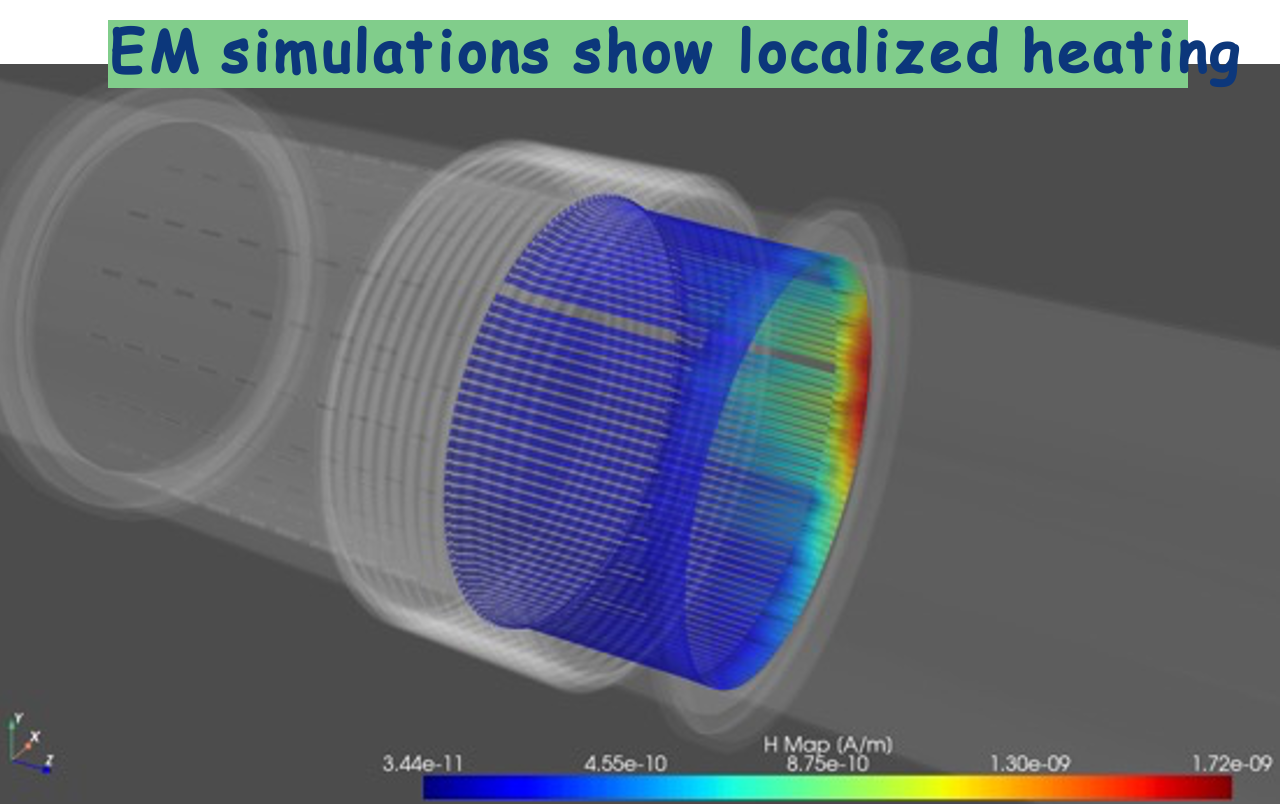 EM simulations show localized heating
Y
X
Z
H Map (A/m)
3.44e-11 4.55e-10 8.75e-10 1.30e-09 1.72e-09